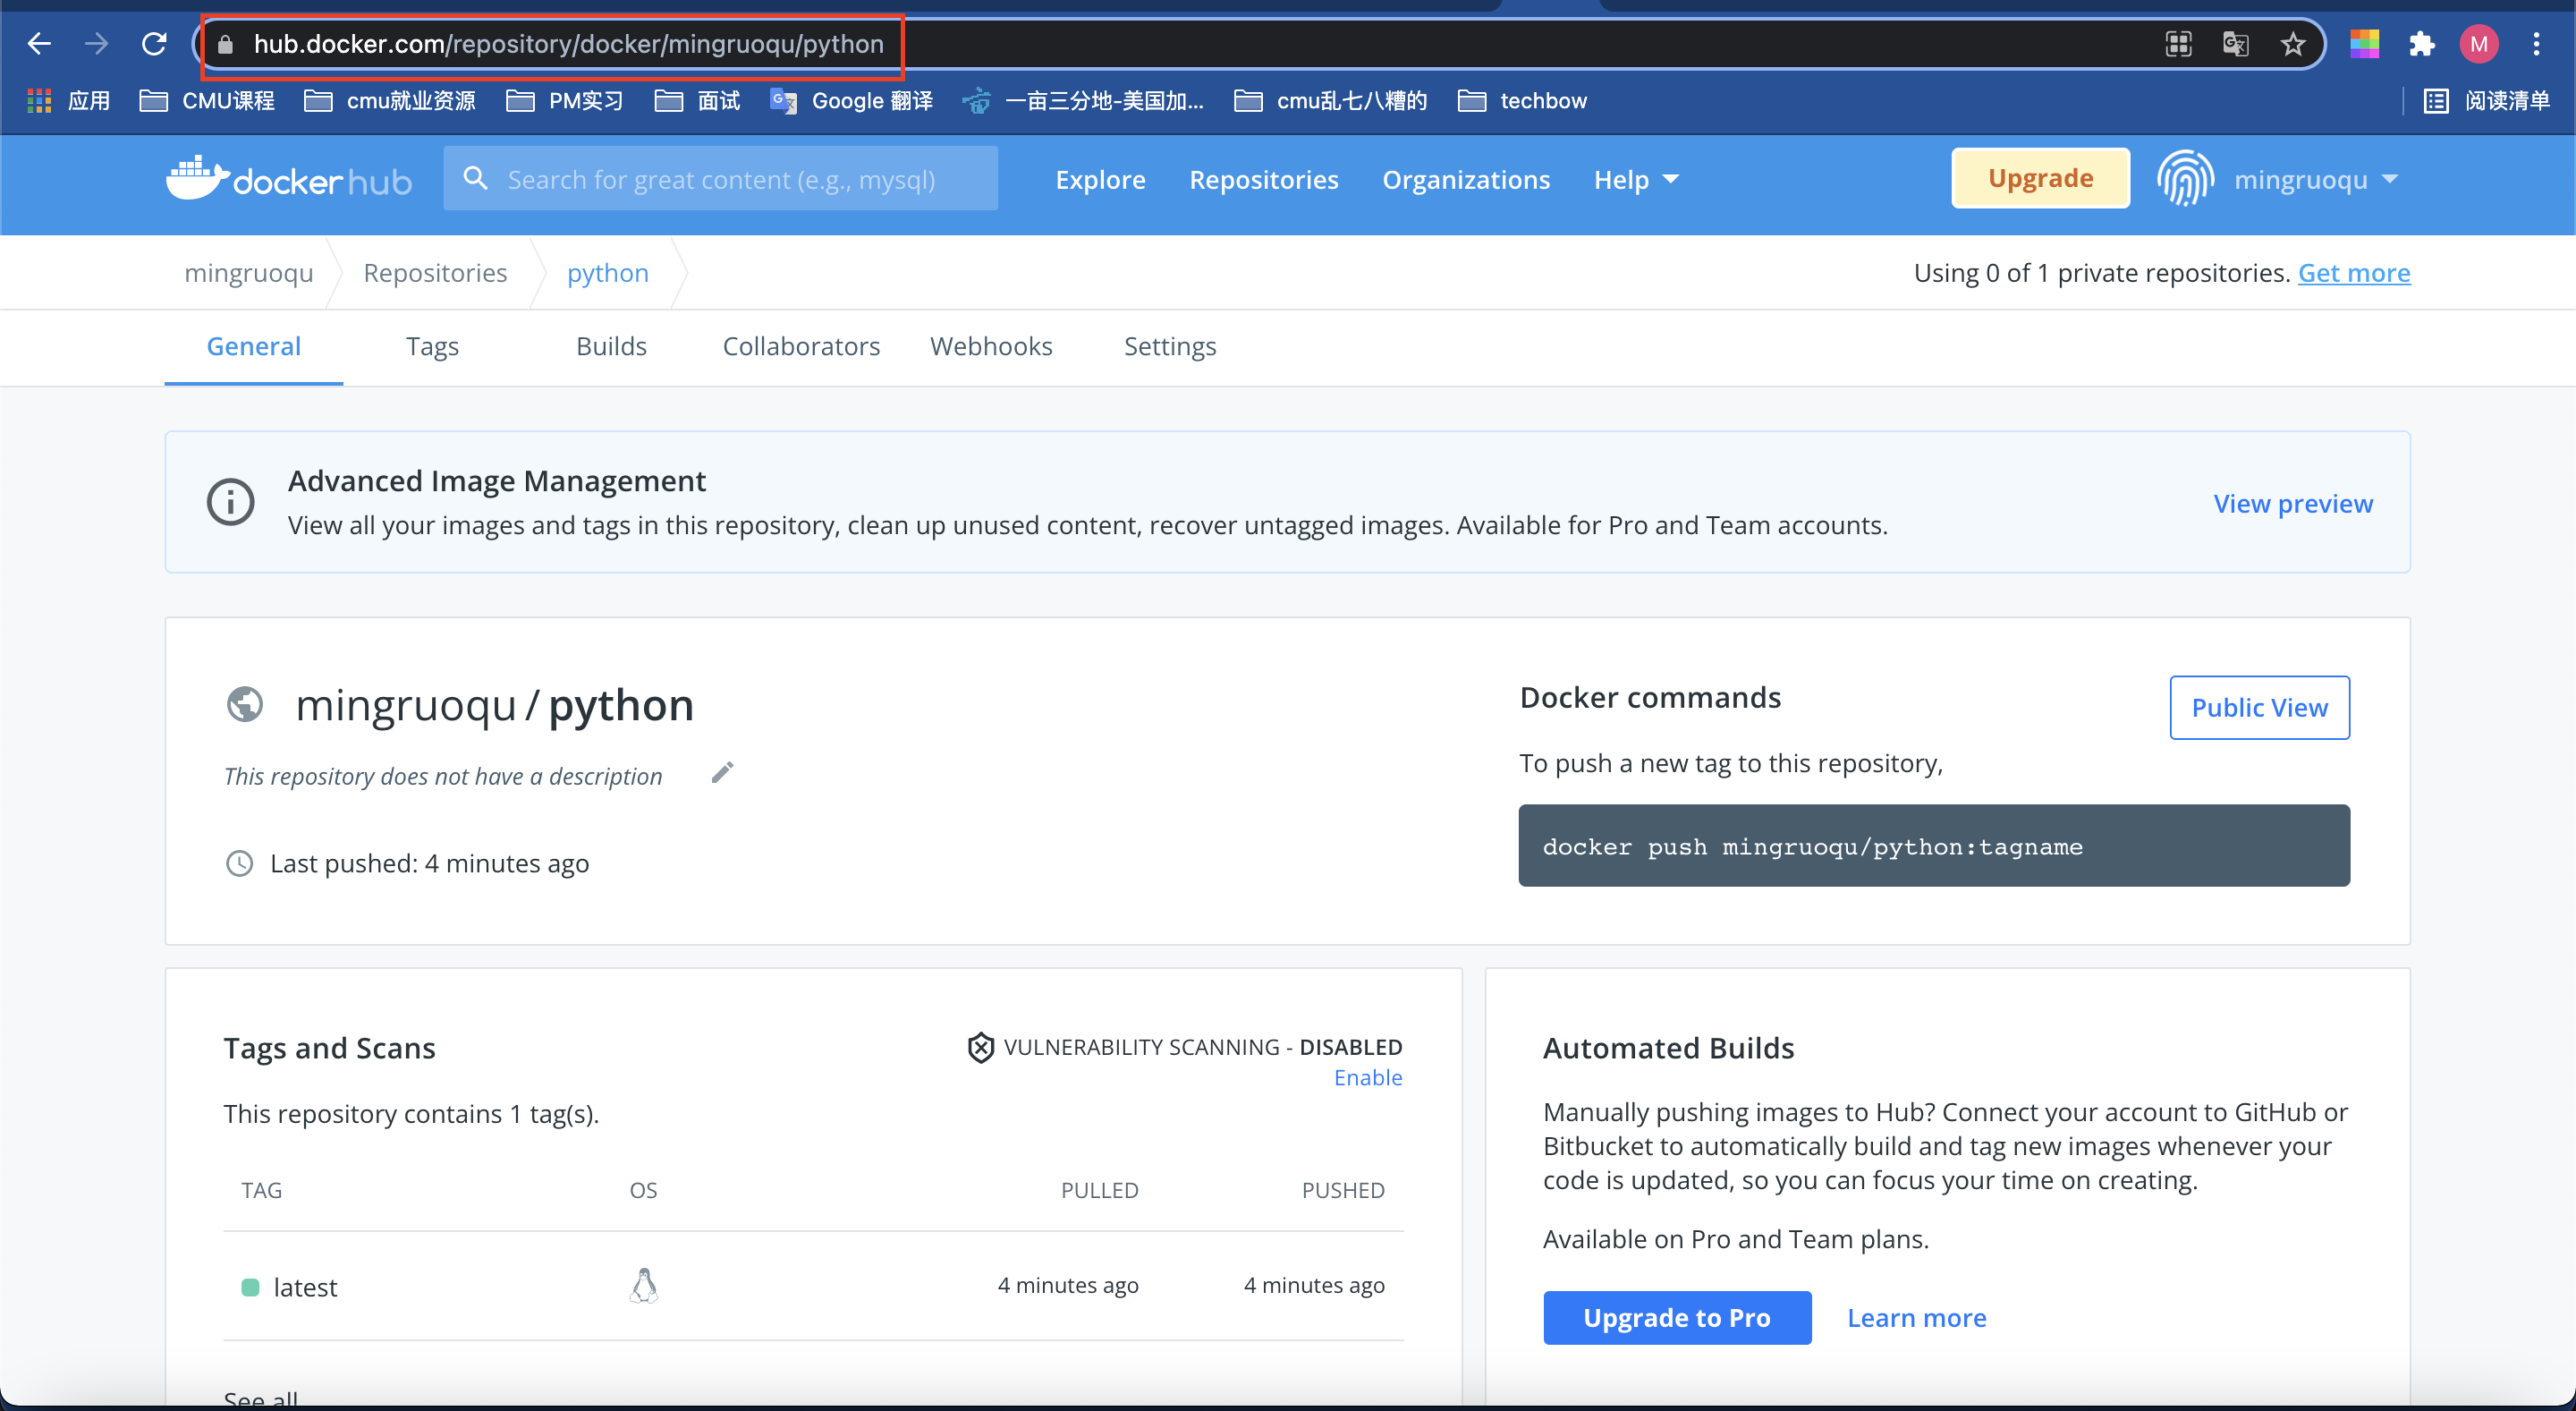 hub.docker.com/repository/docker/mingruoqu/python
M
应用 CMU课程 cmu就业资源 PM实习 面试 Google 翻译 一亩三分地-美国加... cmu乱七八糟的 techbow 阅读清单
dockerhub Search for great content (e.g., mysql) Explore Repositories Organizations Help Upgrade mingruoqu
mingruoqu Repositories python Using 0 of 1 private repositories. Get more
General Tags Builds Collaborators Webhooks Settings
Advanced Image Management
View all your images and tags in this repository, clean up unused content, recover untagged images. Available for Pro and Team accounts.
View preview
mingruoqu / python
This repository does not have a description
Last pushed: 4 minutes ago
Docker commands
Public View
To push a new tag to this repository,
docker push mingruoqu/python:tagname
Tags and Scans
VULNERABILITY SCANNING - DISABLED
Enable
This repository contains 1 tag(s).
TAG OS PULLED PUSHED
latest 4 minutes ago 4 minutes ago
See all
Automated Builds
Manually pushing images to Hub? Connect your account to GitHub or
Bitbucket to automatically build and tag new images whenever your
code is updated, so you can focus your time on creating.
Available on Pro and Team plans.
Upgrade to Pro Learn more